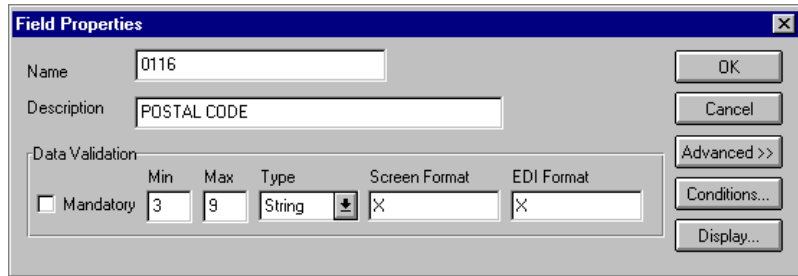 Field Properties
Name 0116 OK
Description POSTAL CODE Cancel
Data Validation Advanced >>
Min Max Type Screen Format EDI Format
Mandatory 3 9 String X X Conditions...
Display...